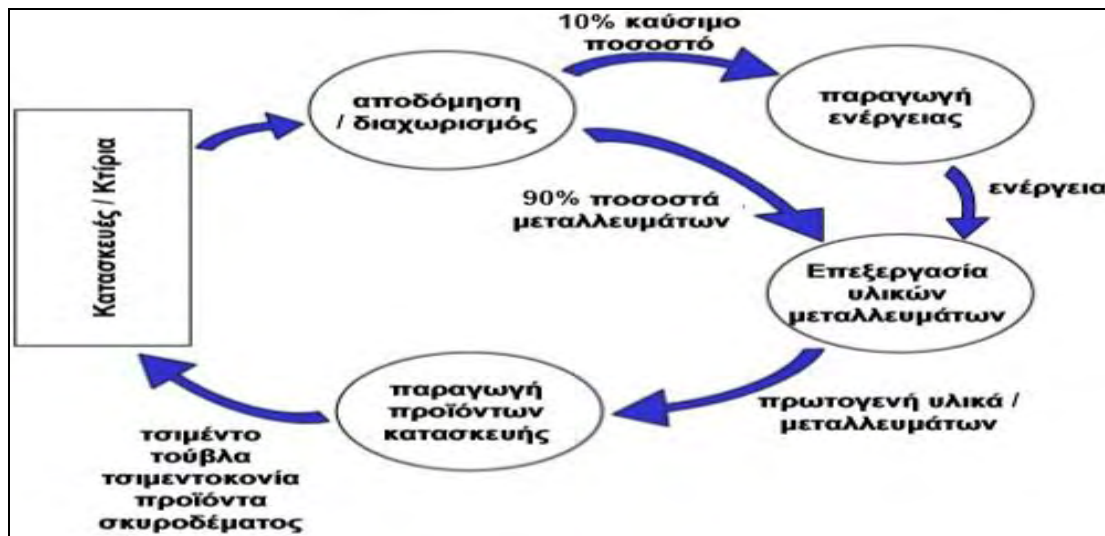 10% καύσιμο
ποσοστό
αποδόμηση
/ διαχωρισμός
παραγωγή
ενέργειας
Κατασκευές / Κτίρια
90% ποσοστά
μεταλλευμάτων
ενέργεια
Επεξεργασία
υλικών
μεταλλευμάτων
παραγωγή
προϊόντων
κατασκευής
πρωτογενή υλικά /
μεταλλευμάτων
τσιμέντο
τούβλα
τσιμεντοκονία
προϊόντα
σκυροδέματος